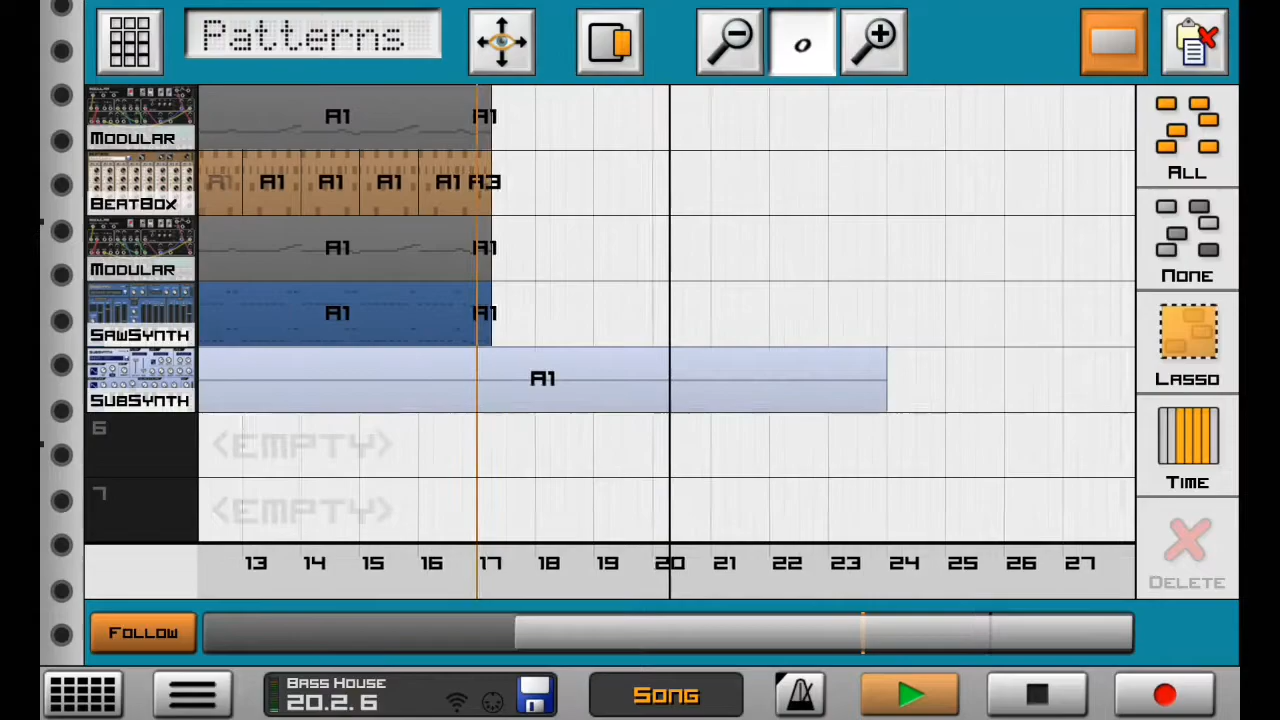 Patterns
o
ALL
NONE
LASSO
TIME
DELETE
MODULAR
A1 A1
BEATBOX
A1 A1 A1 A1 A1 A3
MODULAR
A1 A1
SAWSYNTH
A1 A1
SUBSYNTH
A1
6 <EMPTY>
7 <EMPTY>
13 14 15 16 17 18 19 20 21 22 23 24 25 26 27
FOLLOW
BASS HOUSE
20.2.6
SONG